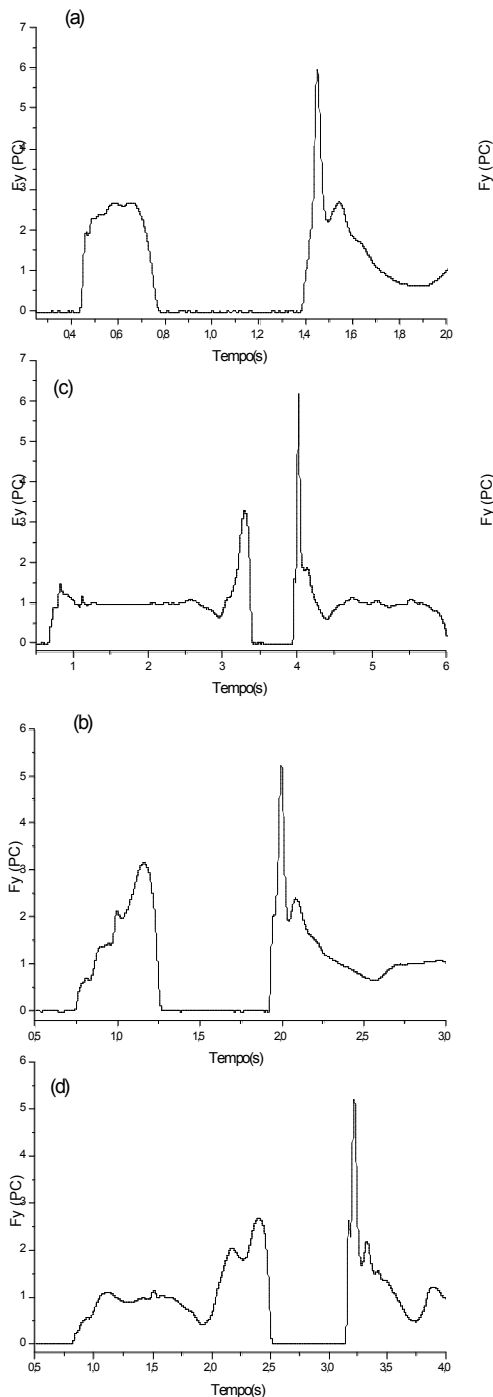 (a)
7
6
5
4
3
2
1
0
Fy (PC)
Fy (PC)
0,4 0,6 0,8 1,0 1,2 1,4 1,6 1,8 2,0
Tempo(s)
(c)
7
6
5
4
3
2
1
0
Fy (PC)
Fy (PC)
1 2 3 4 5 6
Tempo(s)
(b)
6
5
4
3
2
1
0
Fy (PC)
0,5 1,0 1,5 2,0 2,5 3,0
Tempo(s)
(d)
6
5
4
3
2
1
0
Fy (PC)
0,5 1,0 1,5 2,0 2,5 3,0 3,5 4,0
Tempo(s)